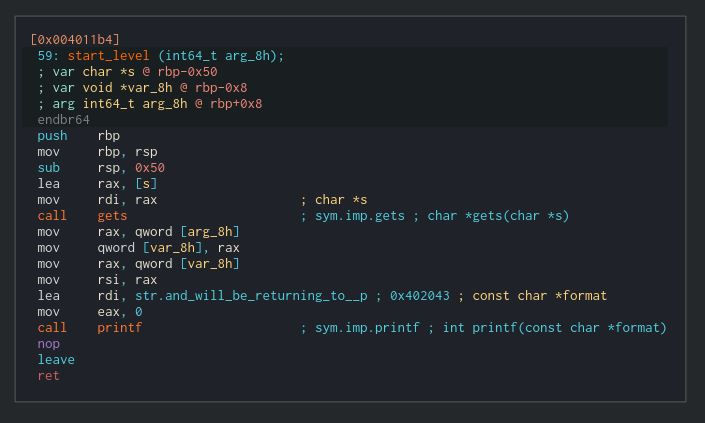 [0x004011b4]
59: start_level (int64_t arg_8h);
; var char *s @ rbp-0x50
; var void *var_8h @ rbp-0x8
; arg int64_t arg_8h @ rbp+0x8
endbr64
push rbp
mov rbp, rsp
sub rsp, 0x50
lea rax, [s]
mov rdi, rax ; char *s
call gets ; sym.imp.gets ; char *gets(char *s)
mov rax, qword [arg_8h]
mov qword [var_8h], rax
mov rax, qword [var_8h]
mov rsi, rax
lea rdi, str.and_will_be_returning_to__p ; 0x402043 ; const char *format
mov eax, 0
call printf ; sym.imp.printf ; int printf(const char *format)
nop
leave
ret